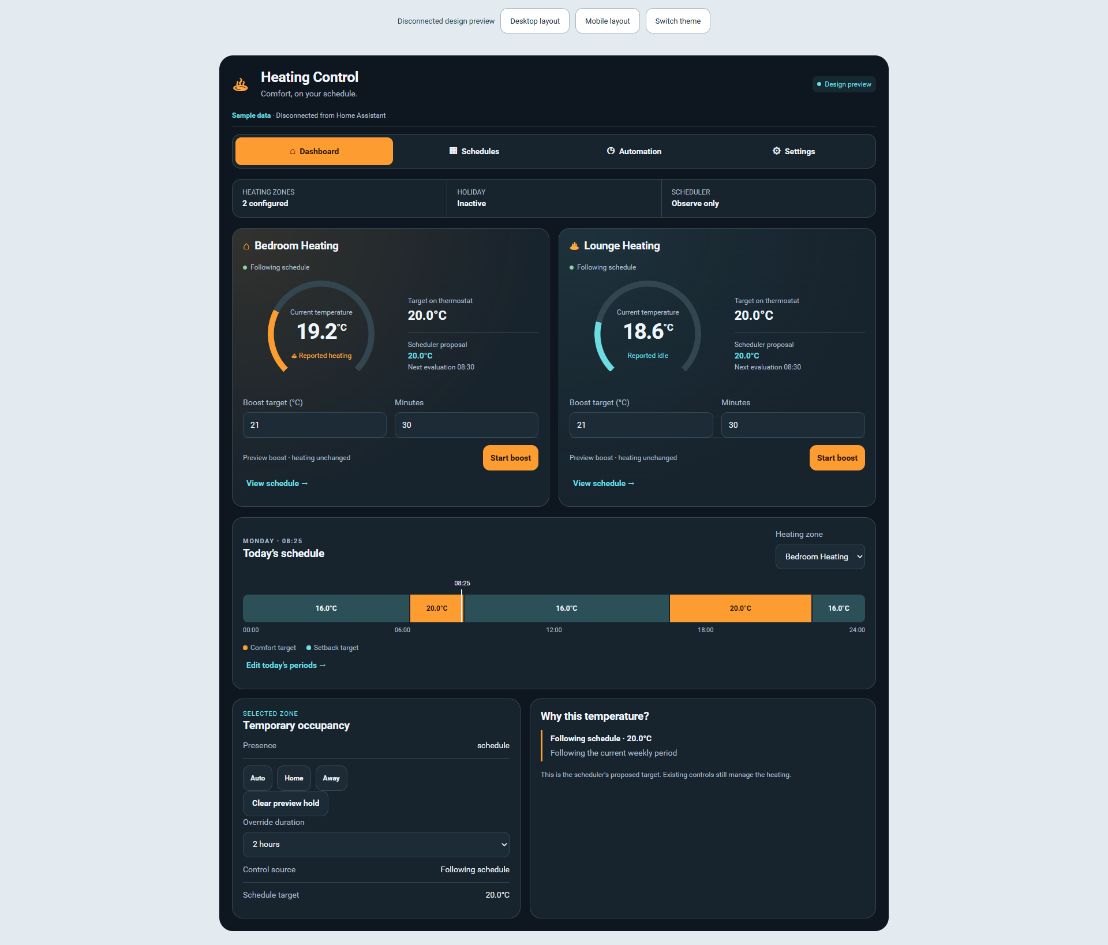 Disconnected design preview Desktop layout Mobile layout Switch theme
Heating Control
Comfort, on your schedule.
Design preview
Sample data · Disconnected from Home Assistant
Dashboard Schedules Automation Settings
HEATING ZONES HOLIDAY SCHEDULER
2 configured Inactive Observe only
Bedroom Heating
Following schedule
Current temperature
19.2°C
Reported heating
Target on thermostat
20.0°C
Scheduler proposal
20.0°C
Next evaluation 08:30
Boost target (°C) Minutes
21 30
Preview boost · heating unchanged Start boost
View schedule →
Lounge Heating
Following schedule
Current temperature
18.6°C
Reported idle
Target on thermostat
20.0°C
Scheduler proposal
20.0°C
Next evaluation 08:30
Boost target (°C) Minutes
21 30
Preview boost · heating unchanged Start boost
View schedule →
MONDAY · 08:25
Today's schedule
Heating zone
Bedroom Heating
08:25
16.0°C 20.0°C 16.0°C 20.0°C 16.0°C
00:00 06:00 12:00 18:00 24:00
Comfort target Setback target
Edit today's periods →
SELECTED ZONE
Temporary occupancy
Presence schedule
Auto Home Away
Clear preview hold
Override duration
2 hours
Control source Following schedule
Schedule target 20.0°C
Why this temperature?
Following schedule · 20.0°C
Following the current weekly period
This is the scheduler's proposed target. Existing controls still manage the heating.